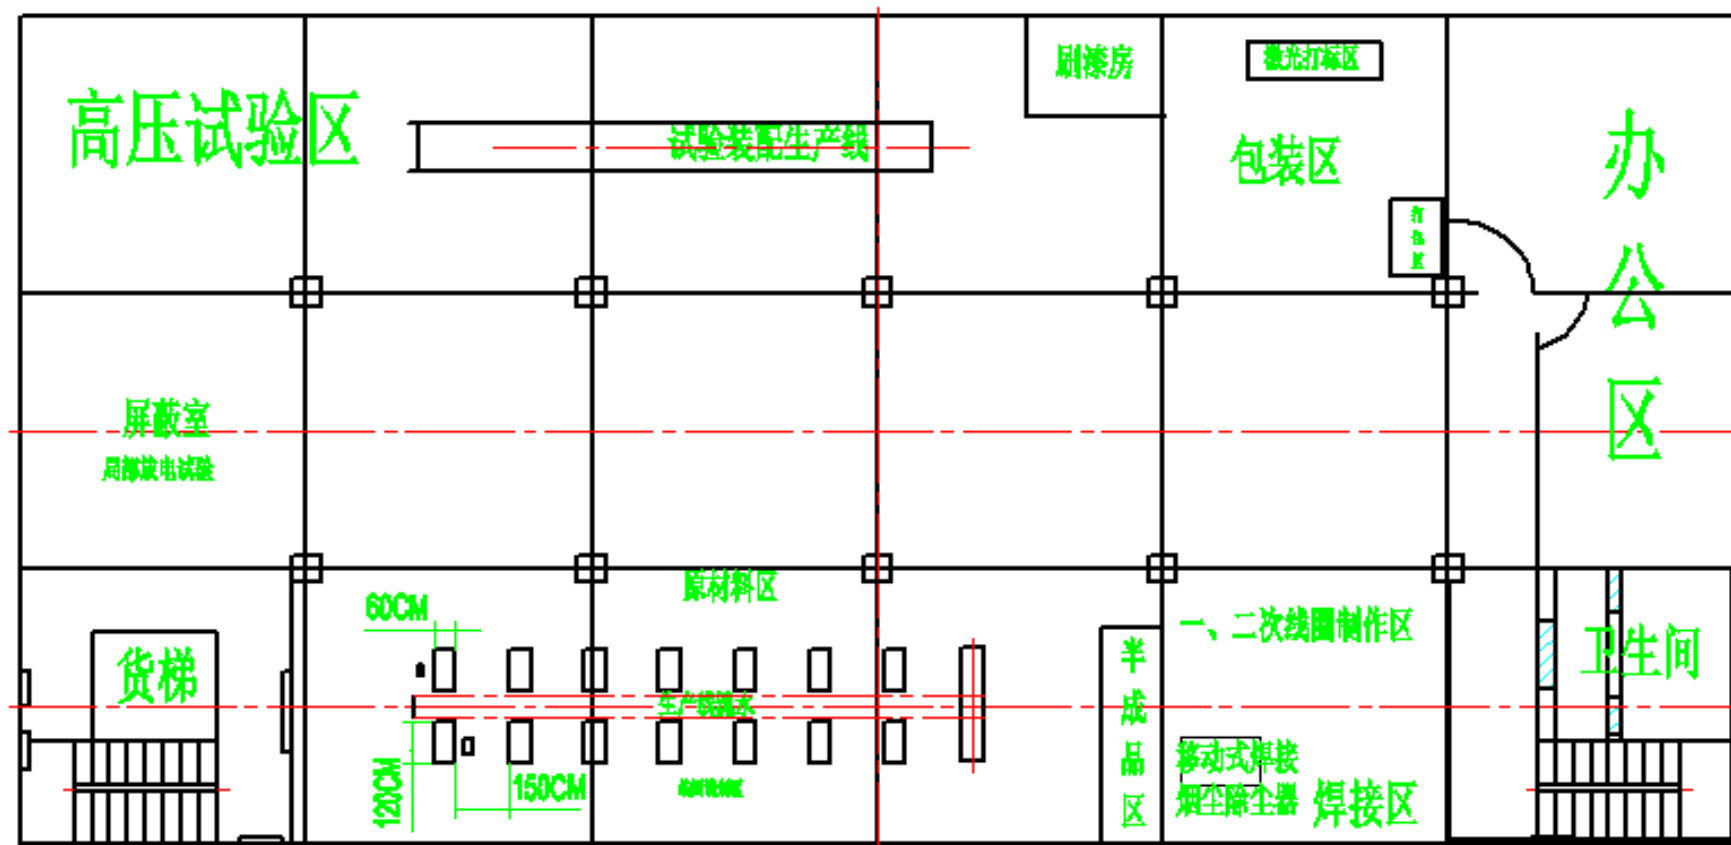 刷漆房
激光打标区
高压试验区
试验装配生产线
包装区
办公区
打包区
屏蔽室
局部放电试验
原材料区
60CM
一、二次线圈制作区
货梯
生产线流水
半成品区
卫生间
移动式焊接
烟尘除尘器
焊接区
150CM
120CM